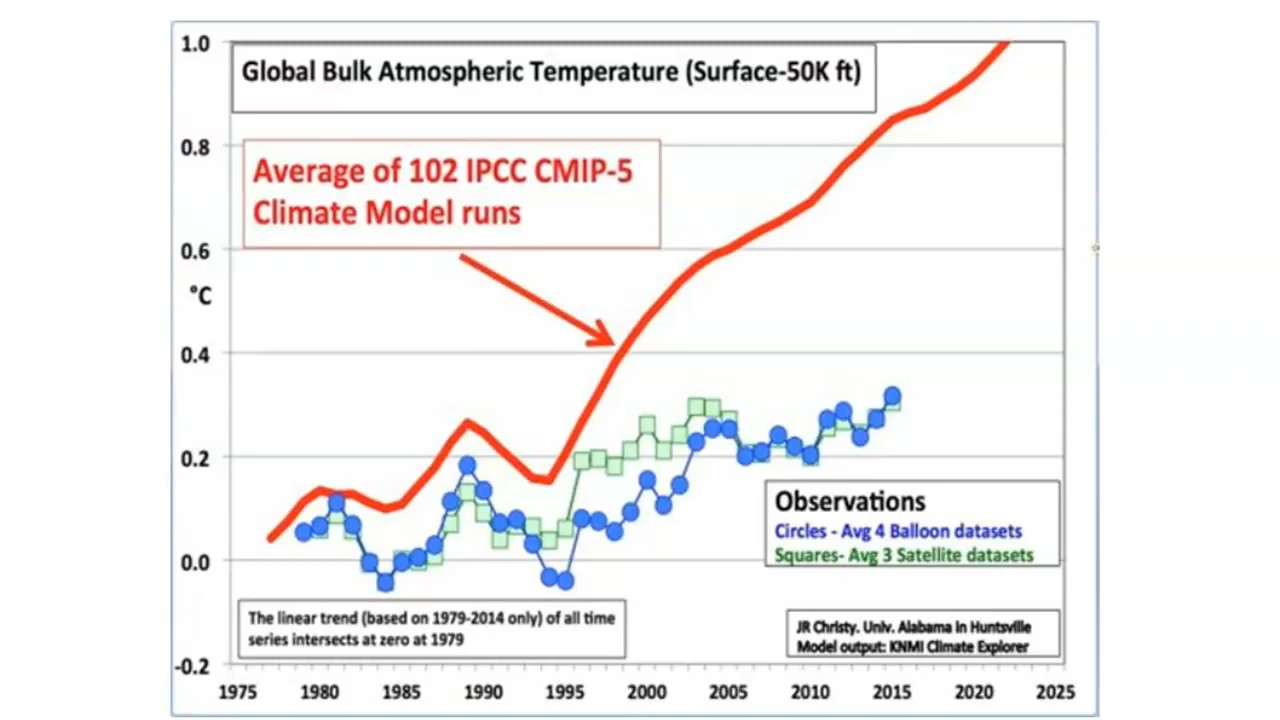 Global Bulk Atmospheric Temperature (Surface-50K ft)
Average of 102 IPCC CMIP-5
Climate Model runs
1.0
0.8
0.6
°C
0.4
0.2
0.0
-0.2
Observations
Circles - Avg 4 Balloon datasets
Squares- Avg 3 Satellite datasets
The linear trend (based on 1979-2014 only) of all time
series intersects at zero at 1979
JR Christy. Univ. Alabama in Huntsville
Model output: KNMI Climate Explorer
1975 1980 1985 1990 1995 2000 2005 2010 2015 2020 2025